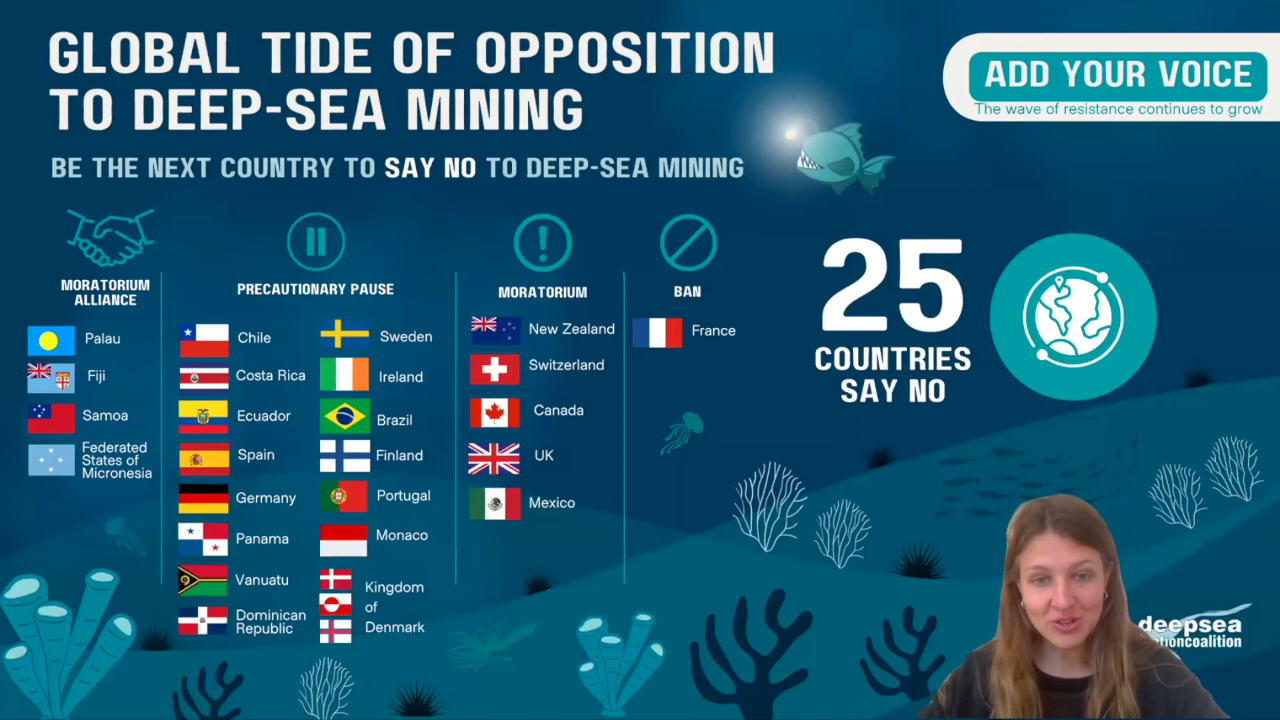 GLOBAL TIDE OF OPPOSITION
TO DEEP-SEA MINING
BE THE NEXT COUNTRY TO SAY NO TO DEEP-SEA MINING
ADD YOUR VOICE
The wave of resistance continues to grow
MORATORIUM
ALLIANCE
Palau
Fiji
Samoa
Federated
States of
Micronesia
PRECAUTIONARY PAUSE
Chile
Costa Rica
Ecuador
Spain
Germany
Panama
Vanuatu
Dominican
Republic
Sweden
Ireland
Brazil
Finland
Portugal
Monaco
Kingdom
of
Denmark
MORATORIUM
New Zealand
Switzerland
Canada
UK
Mexico
BAN
France
25
COUNTRIES
SAY NO
deepsea
tioncoalition